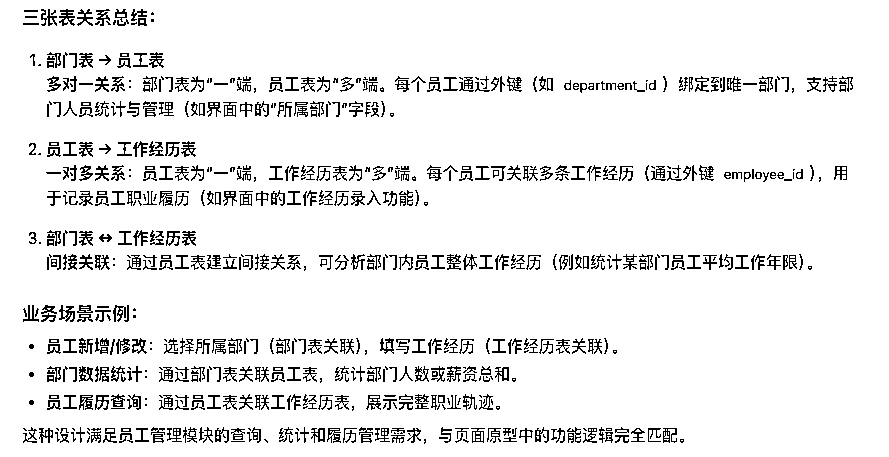 三张表关系总结：
1. 部门表 → 员工表
多对一关系：部门表为“一”端，员工表为“多”端。每个员工通过外键（如 department_id ）绑定到唯一部门，支持部
门人员统计与管理（如界面中的“所属部门”字段）。
2. 员工表 → 工作经历表
一对多关系：员工表为“一”端，工作经历表为“多”端。每个员工可关联多条工作经历（通过外键 employee_id ），用
于记录员工职业履历（如界面中的工作经历录入功能）。
3. 部门表 ↔ 工作经历表
间接关联：通过员工表建立间接关系，可分析部门内员工整体工作经历（例如统计某部门员工平均工作年限）。
业务场景示例：
• 员工新增/修改：选择所属部门（部门表关联），填写工作经历（工作经历表关联）。
• 部门数据统计：通过部门表关联员工表，统计部门人数或薪资总和。
• 员工履历查询：通过员工表关联工作经历表，展示完整职业轨迹。
这种设计满足员工管理模块的查询、统计和履历管理需求，与页面原型中的功能逻辑完全匹配。